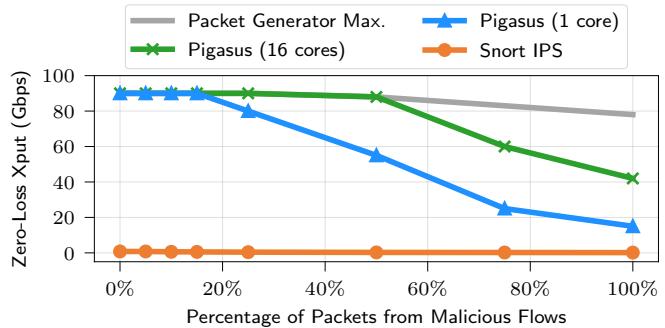 Packet Generator Max.
Pigasus (1 core)
Pigasus (16 cores)
Snort IPS
Zero-Loss Xput (Gbps)
100
80
60
40
20
0
0%
20%
40%
60%
80%
100%
Percentage of Packets from Malicious Flows